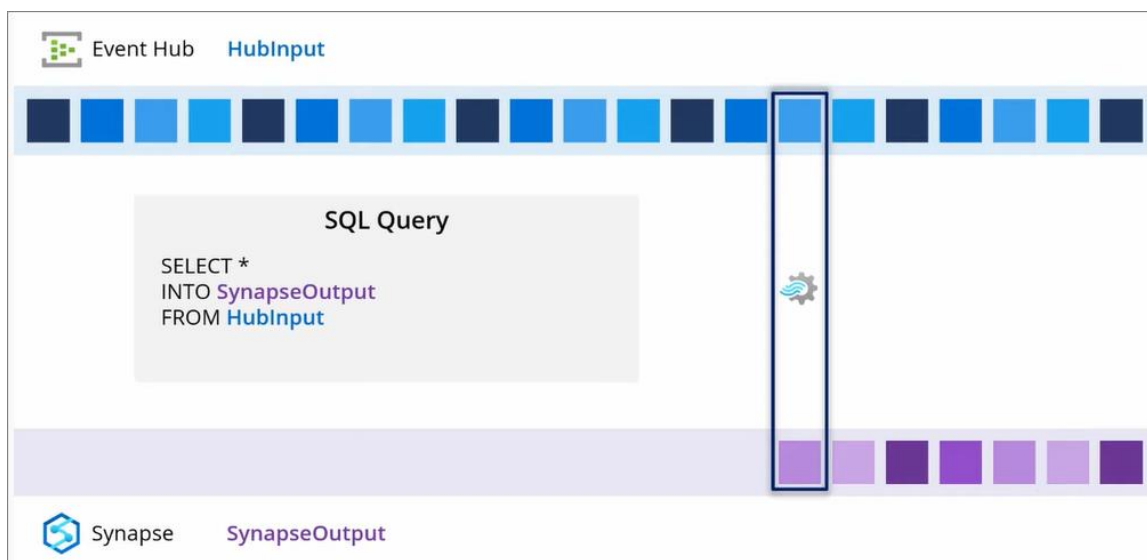 Event Hub HubInput
SQL Query
SELECT *
INTO SynapseOutput
FROM HubInput
Synapse SynapseOutput